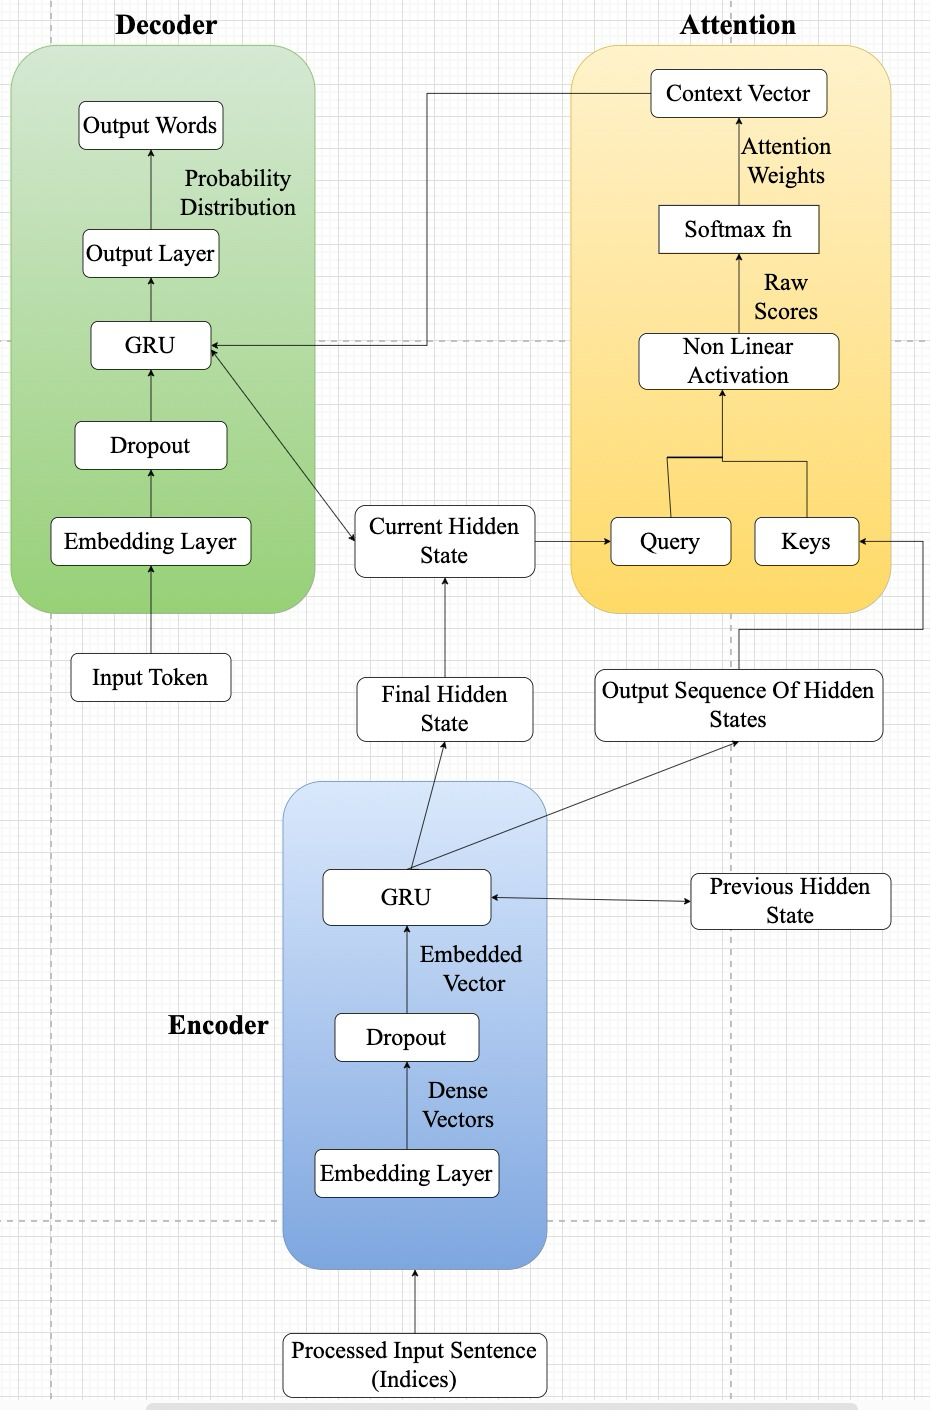 Decoder
Attention
Context Vector
Output Words
Attention
Weights
Probability
Distribution
Softmax fn
Output Layer
Raw
Scores
GRU
Non Linear
Activation
Dropout
Embedding Layer
Current Hidden
State
Query
Keys
Input Token
Final Hidden
State
Output Sequence Of Hidden
States
GRU
Previous Hidden
State
Embedded
Vector
Encoder
Dropout
Dense
Vectors
Embedding Layer
Processed Input Sentence
(Indices)